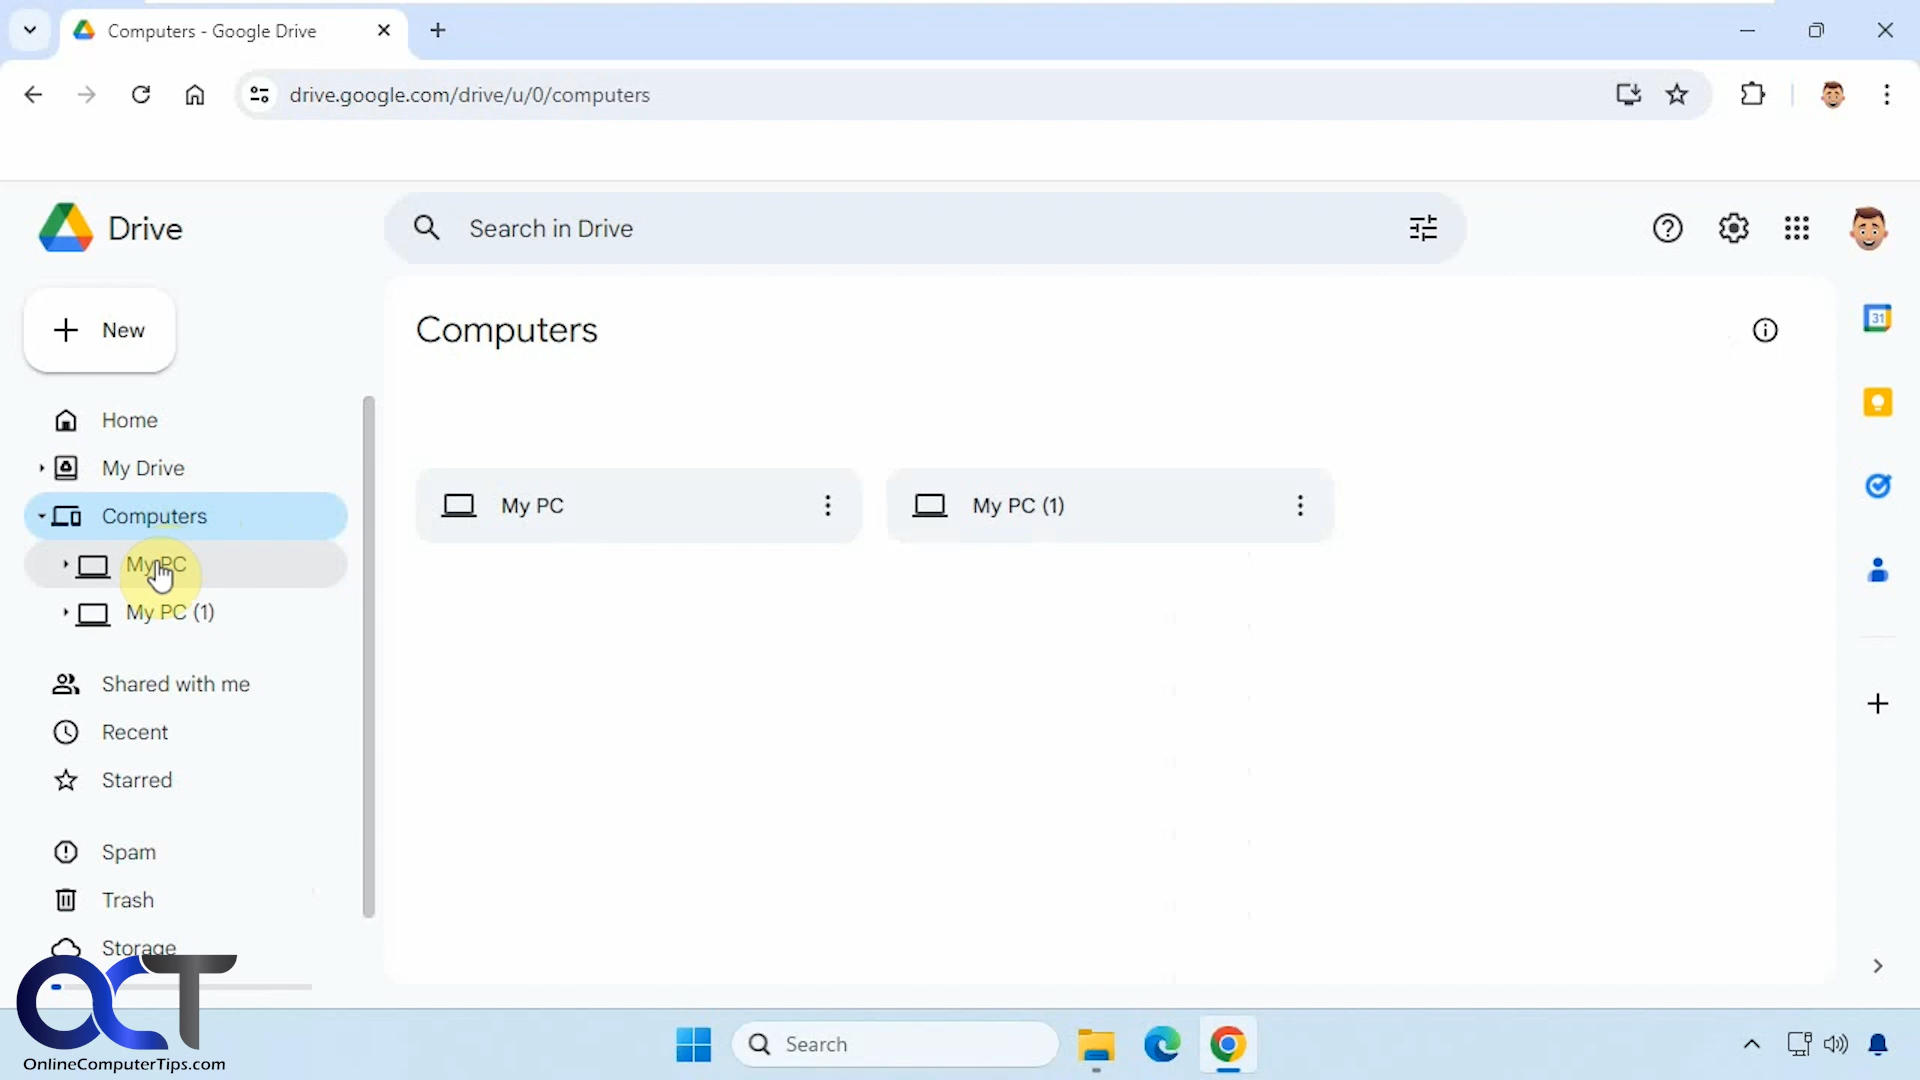 Computers - Google Drive
drive.google.com/drive/u/0/computers
Drive
Search in Drive
New
Home
My Drive
Computers
My PC
My PC (1)
Shared with me
Recent
Starred
Spam
Trash
Storage
Computers
My PC
My PC (1)
31
OCT
OnlineComputerTips.com
Search